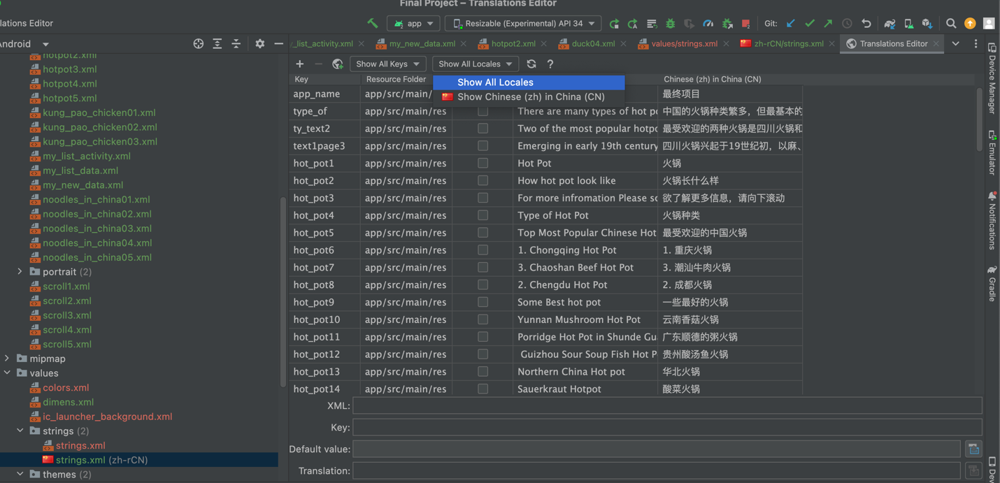 Final Project – Translations Editor
lations Editor
app
Resizable (Experimental) API 34
Git:
Android
_list_activity.xml
my_new_data.xml
hotpot2.xml
duck04.xml
values/strings.xml
zh-rCN/strings.xml
Translations Editor
hotpot2.xml
hotpot3.xml
hotpot4.xml
hotpot5.xml
kung_pao_chicken01.xml
kung_pao_chicken02.xml
kung_pao_chicken03.xml
my_list_activity.xml
my_list_data.xml
my_new_data.xml
noodles_in_china01.xml
noodles_in_china02.xml
noodles_in_china03.xml
noodles_in_china04.xml
noodles_in_china05.xml
portrait (2)
scroll1.xml
scroll2.xml
scroll3.xml
scroll4.xml
scroll5.xml
mipmap
values
colors.xml
dimens.xml
ic_launcher_background.xml
strings (2)
strings.xml
strings.xml (zh-rCN)
themes (2)
Show All Keys
Show All Locales
?
Show All Locales
Show Chinese (zh) in China (CN)
Key Resource Folder Chinese (zh) in China (CN)
app_name app/src/main/ 最终项目
type_of app/src/main/res There are many types of hot po 中国的火锅种类繁多，但最基本的
ty_text2 app/src/main/res Two of the most popular hotpo 最受欢迎的两种火锅是四川火锅和
text1page3 app/src/main/res Emerging in early 19th century 四川火锅兴起于19世纪初，以麻、
hot_pot1 app/src/main/res Hot Pot 火锅
hot_pot2 app/src/main/res How hot pot look like 火锅长什么样
hot_pot3 app/src/main/res For more infromation Please sc 欲了解更多信息，请向下滚动
hot_pot4 app/src/main/res Type of Hot Pot 火锅种类
hot_pot5 app/src/main/res Top Most Popular Chinese Hot 最受欢迎的中国火锅
hot_pot6 app/src/main/res 1. Chongqing Hot Pot 1. 重庆火锅
hot_pot7 app/src/main/res 3. Chaoshan Beef Hot Pot 3. 潮汕牛肉火锅
hot_pot8 app/src/main/res 2. Chengdu Hot Pot 2. 成都火锅
hot_pot9 app/src/main/res Some Best hot pot 一些最好的火锅
hot_pot10 app/src/main/res Yunnan Mushroom Hot Pot 云南香菇火锅
hot_pot11 app/src/main/res Porridge Hot Pot in Shunde Gua 广东顺德的粥火锅
hot_pot12 app/src/main/res Guizhou Sour Soup Fish Hot P 贵州酸汤鱼火锅
hot_pot13 app/src/main/res Northern China Hot pot 华北火锅
hot_pot14 app/src/main/res Sauerkraut Hotpot 酸菜火锅
XML:
Key:
Default value:
Translation:
Device Manager
Emulator
Notifications
Gradle
Dev